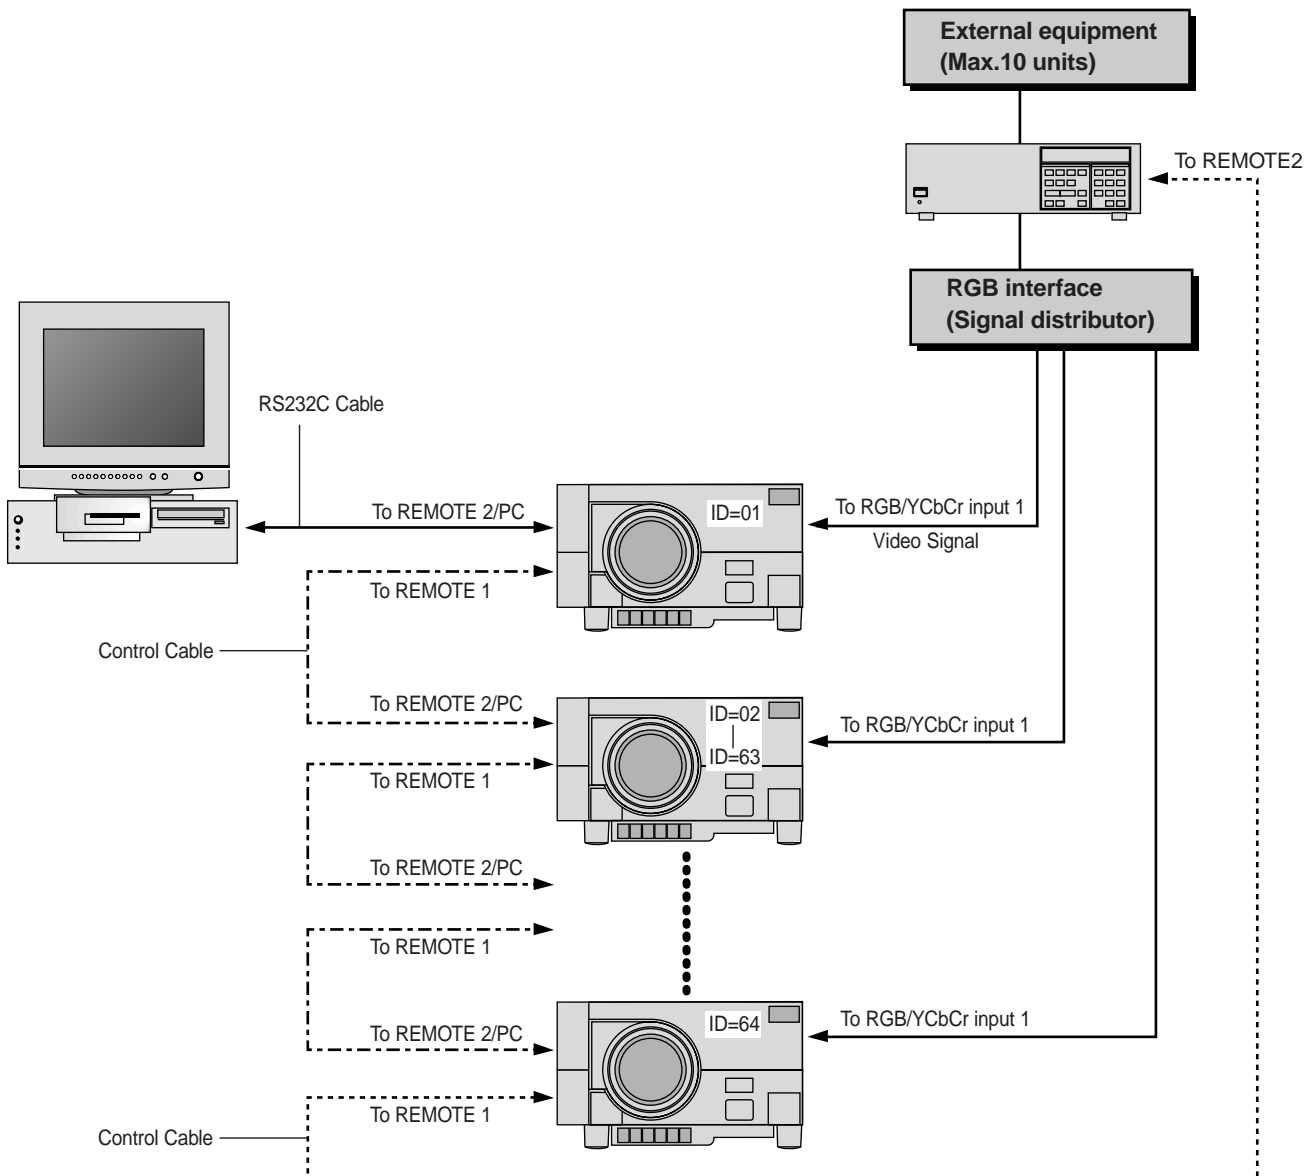 External equipment
(Max.10 units)
To REMOTE2
RGB interface
(Signal distributor)
RS232C Cable
To REMOTE 2/PC
ID=01
To RGB/YCbCr input 1
Video Signal
To REMOTE 1
Control Cable
To REMOTE 2/PC
ID=02
ID=63
To RGB/YCbCr input 1
To REMOTE 1
To REMOTE 2/PC
To REMOTE 1
To REMOTE 2/PC
ID=64
To RGB/YCbCr input 1
To REMOTE 1
Control Cable